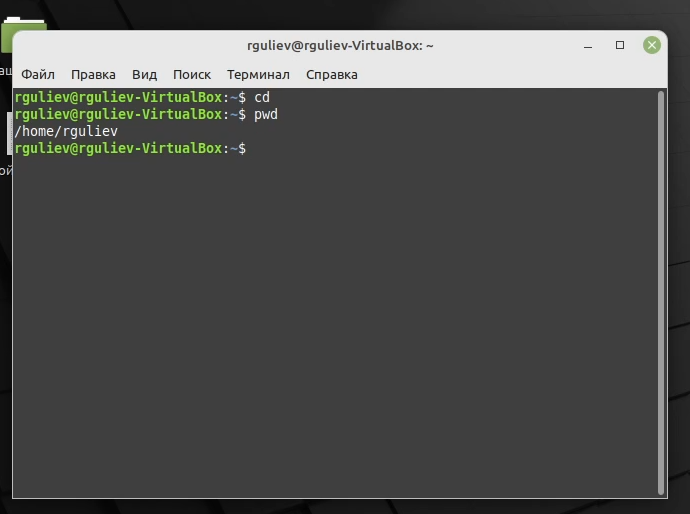 rguliev@rguliev-VirtualBox: ~
Файл Правка Вид Поиск Терминал Справка
rguliev@rguliev-VirtualBox:~$ cd
rguliev@rguliev-VirtualBox:~$ pwd
/home/rguliev
rguliev@rguliev-VirtualBox:~$